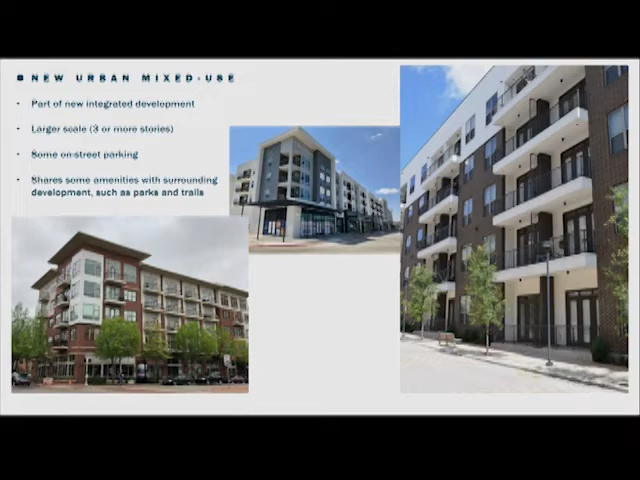 NEW URBAN MIXED-USE
• Part of new integrated development
• Larger scale (3 or more stories)
• Some on-street parking
• Shares some amenities with surrounding
development, such as parks and trails